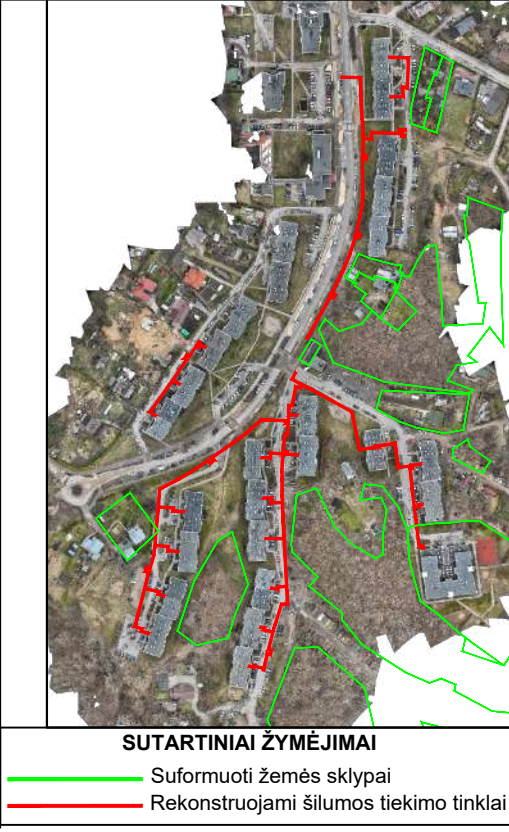 SUTARTINIAI ŽYMĖJIMAI
Suformuoti žemės sklypai
Rekonstruojami šilumos tiekimo tinklai